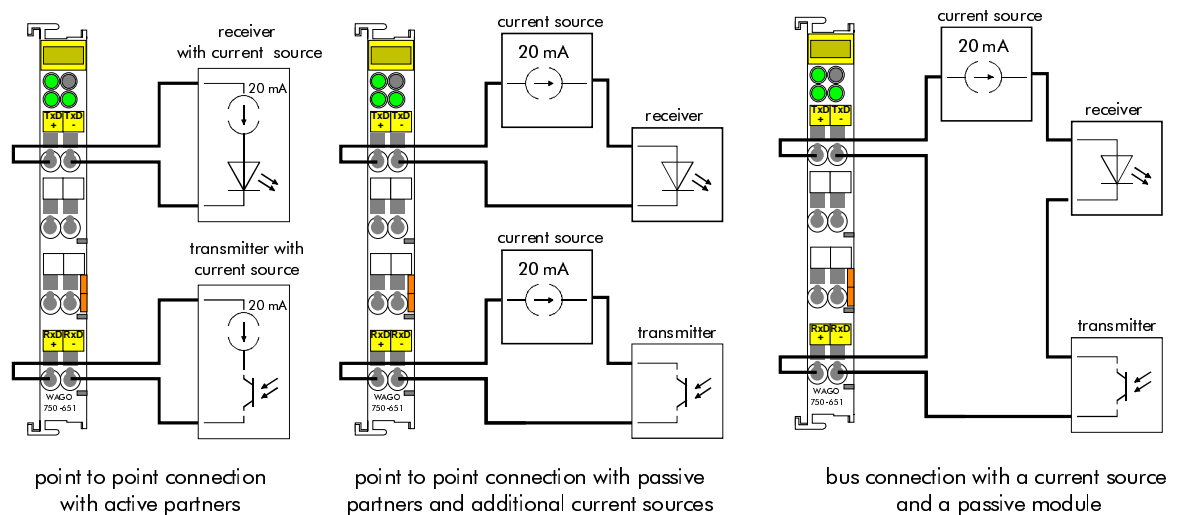 receiver
with current source
20 mA
TxD TxD
+ -
transmitter with
current source
20 mA
RxD RxD
+ -
WAGO
750-651
point to point connection
with active partners
current source
20 mA
receiver
TxD TxD
+ -
current source
20 mA
transmitter
RxD RxD
+ -
WAGO
750-651
point to point connection with passive
partners and additional current sources
current source
20 mA
receiver
TxD TxD
+ -
transmitter
RxD RxD
+ -
WAGO
750-651
bus connection with a current source
and a passive module